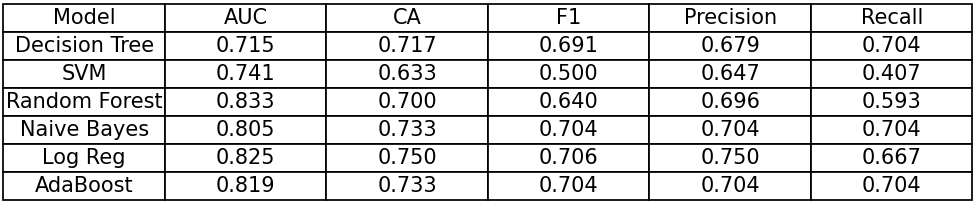 Model AUC CA F1 Precision Recall
Decision Tree 0.715 0.717 0.691 0.679 0.704
SVM 0.741 0.633 0.500 0.647 0.407
Random Forest 0.833 0.700 0.640 0.696 0.593
Naive Bayes 0.805 0.733 0.704 0.704 0.704
Log Reg 0.825 0.750 0.706 0.750 0.667
AdaBoost 0.819 0.733 0.704 0.704 0.704